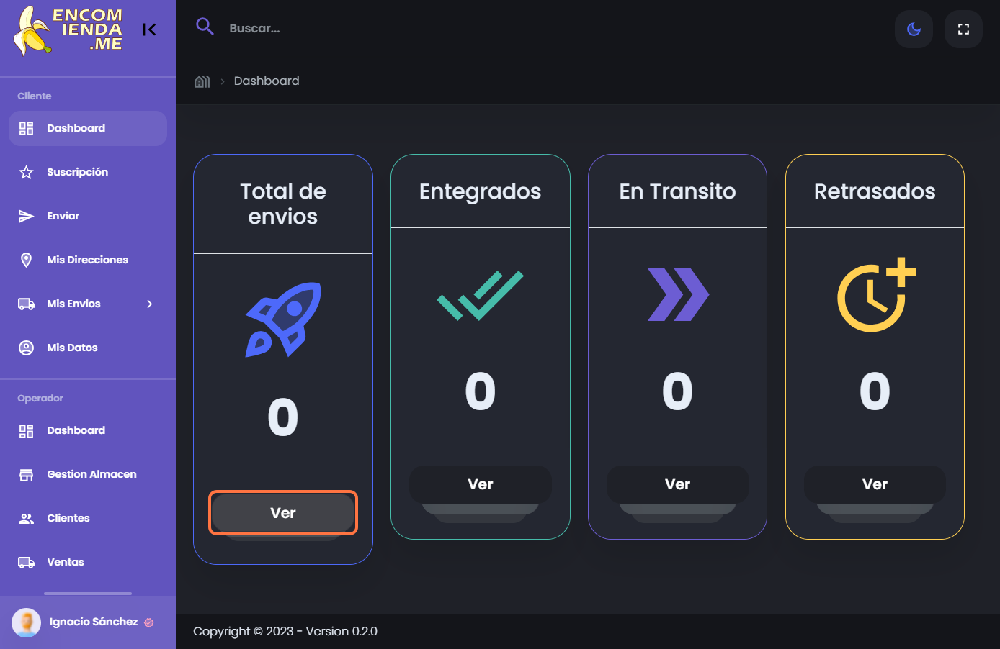 ENCOM
IENDA
.ME
Buscar...
Dashboard
Cliente
Dashboard
Suscripción
Enviar
Mis Direcciones
Mis Envios
Mis Datos
Operador
Dashboard
Gestion Almacen
Clientes
Ventas
Ignacio Sánchez
Total de
envios
0
Ver
Entegrados
0
Ver
En Transito
0
Ver
Retrasados
0
Ver
Copyright © 2023 - Version 0.2.0